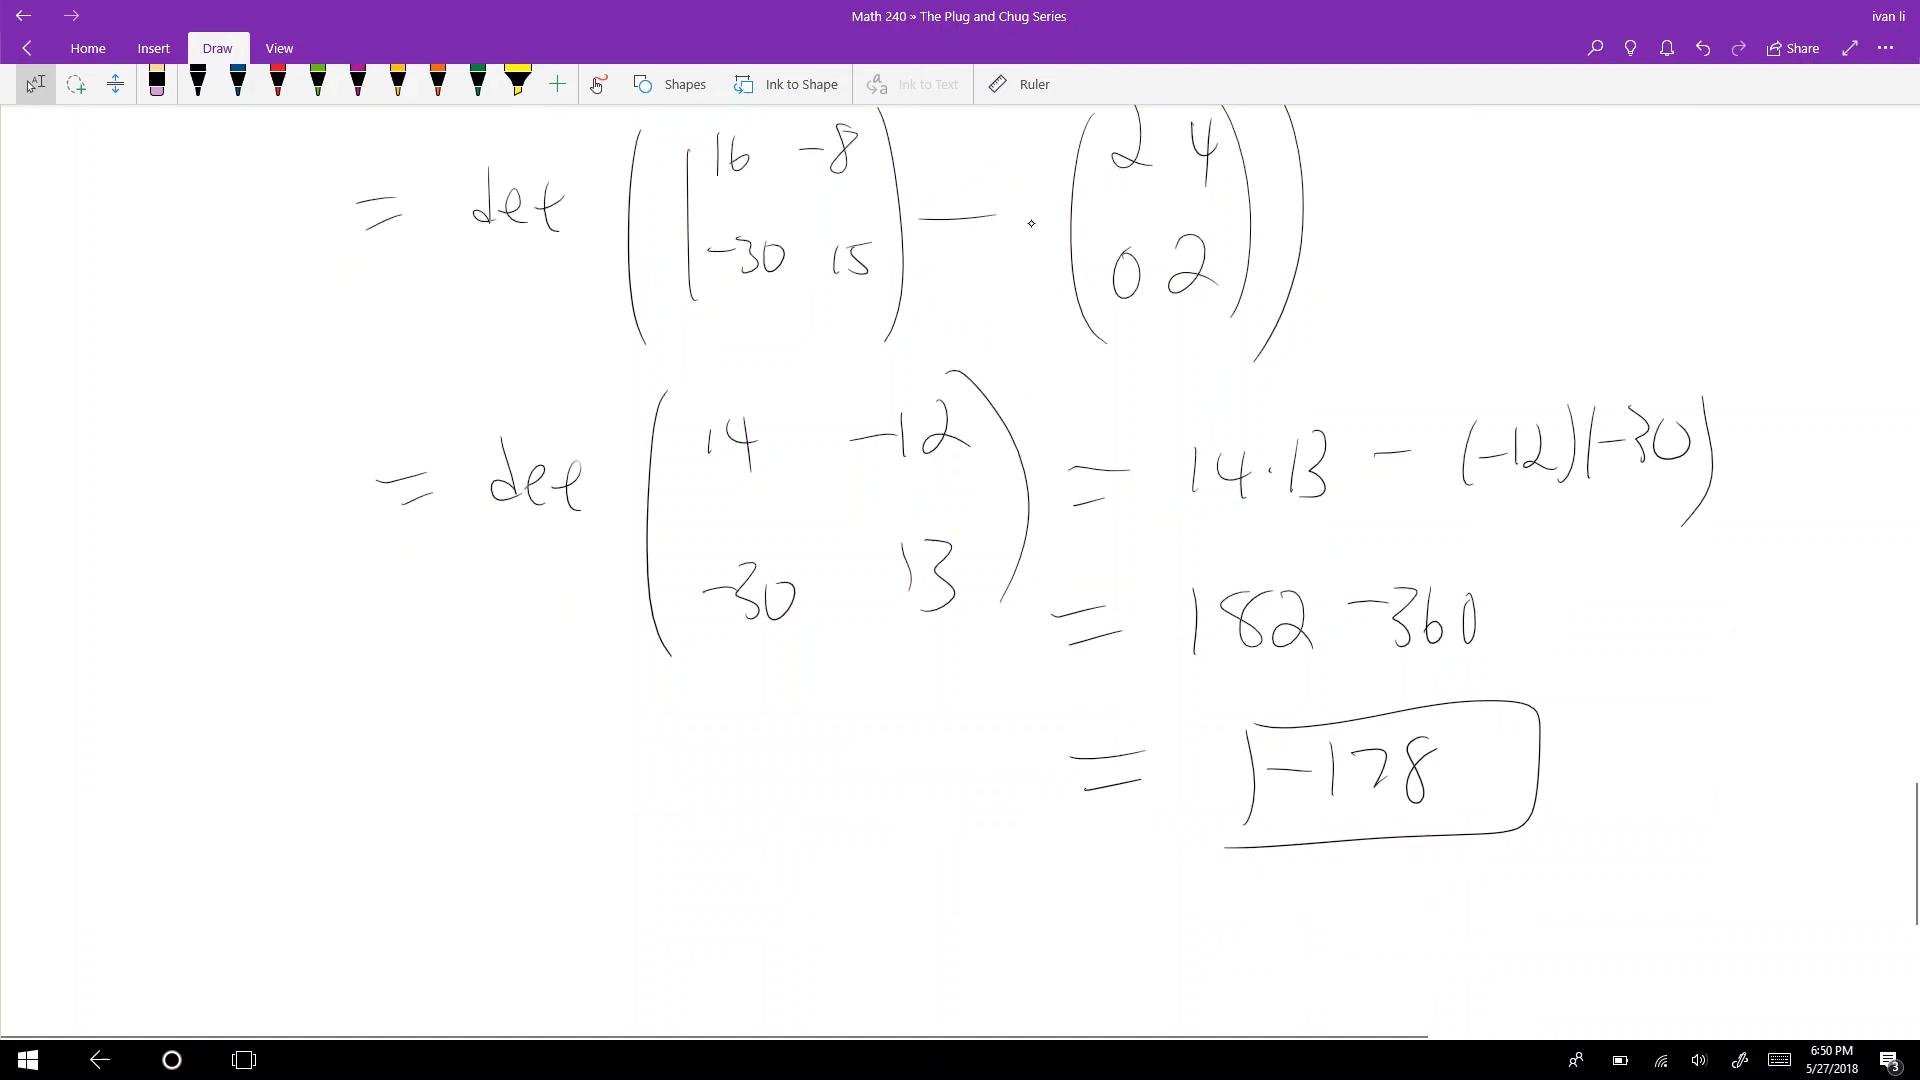 Math 240 » The Plug and Chug Series
ivan li
Home Insert Draw View
Share
Shapes Ink to Shape Ink to Text Ruler
= det ( ( 16 -8
-30 15 ) - ( 2 4
0 2 ) )
= det ( 14 -12
-30 13 ) = 14·13 - (-12)(-30)
= 182 -360
= -178
6:50 PM
5/27/2018
3